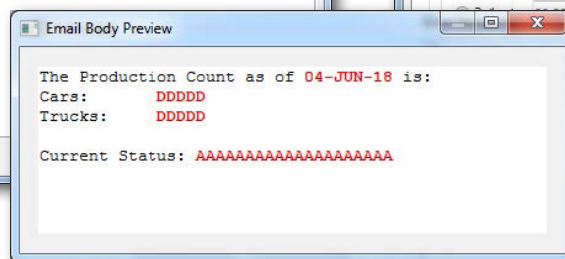 Email Body Preview
The Production Count as of 04-JUN-18 is:
Cars: DDDDD
Trucks: DDDDD
Current Status: AAAAAAAAAAAAAAAAAAAA